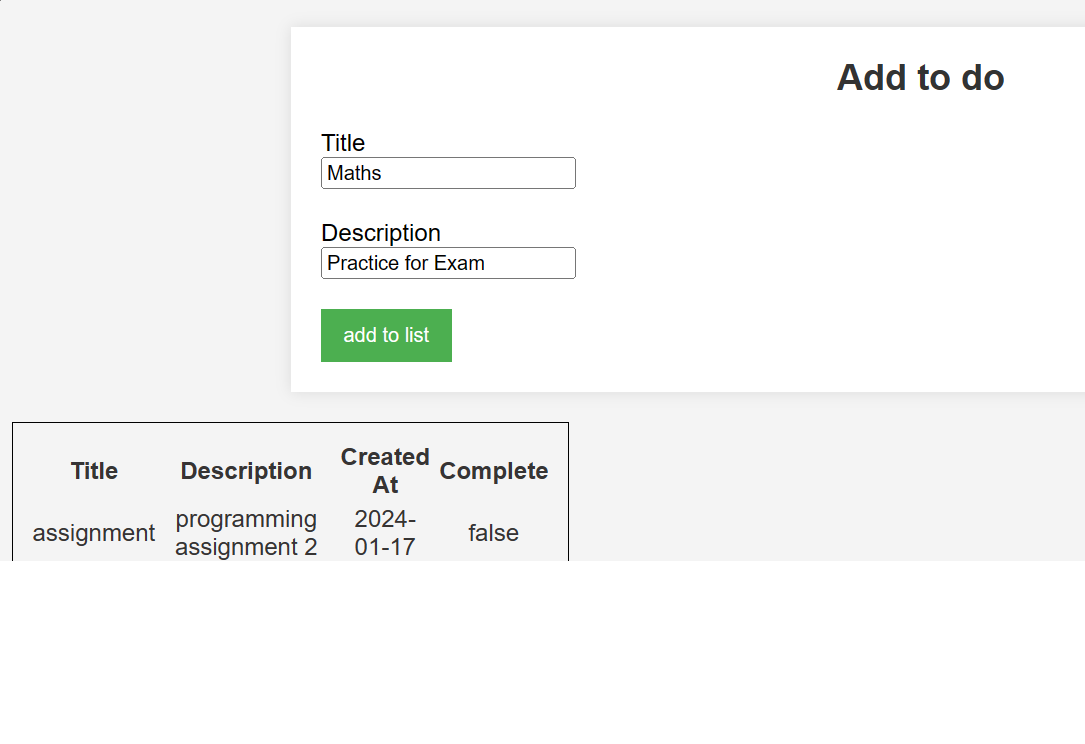 Add to do
Title
Maths
Description
Practice for Exam
add to list
Title Description Created At Complete
assignment programming assignment 2 2024-01-17 false